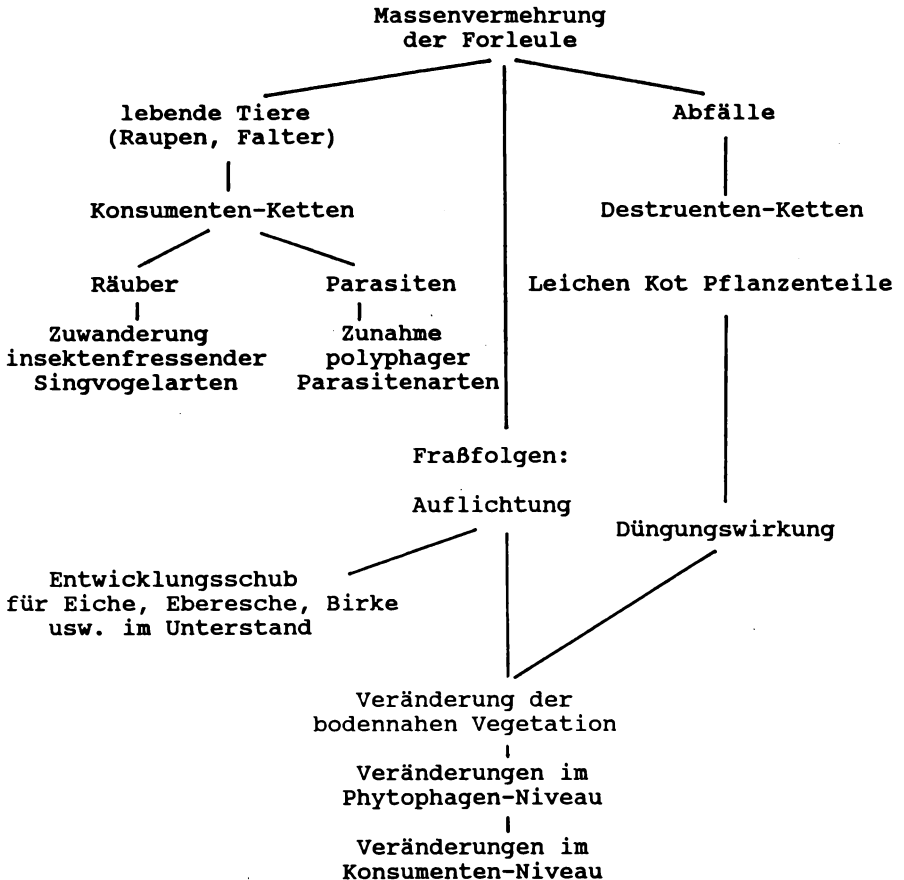 Massenvermehrung
der Forleule
lebende Tiere
(Raupen, Falter)
Abfälle
Konsumenten-Ketten
Destruenten-Ketten
Räuber
Parasiten
Leichen Kot Pflanzenteile
Zuwanderung
insektenfressender
Singvogelarten
Zunahme
polyphager
Parasitenarten
Fraßfolgen:
Auflichtung
Düngungswirkung
Entwicklungsschub
für Eiche, Eberesche, Birke
usw. im Unterstand
Veränderung der
bodennahen Vegetation
Veränderungen im
Phytophagen-Niveau
Veränderungen im
Konsumenten-Niveau